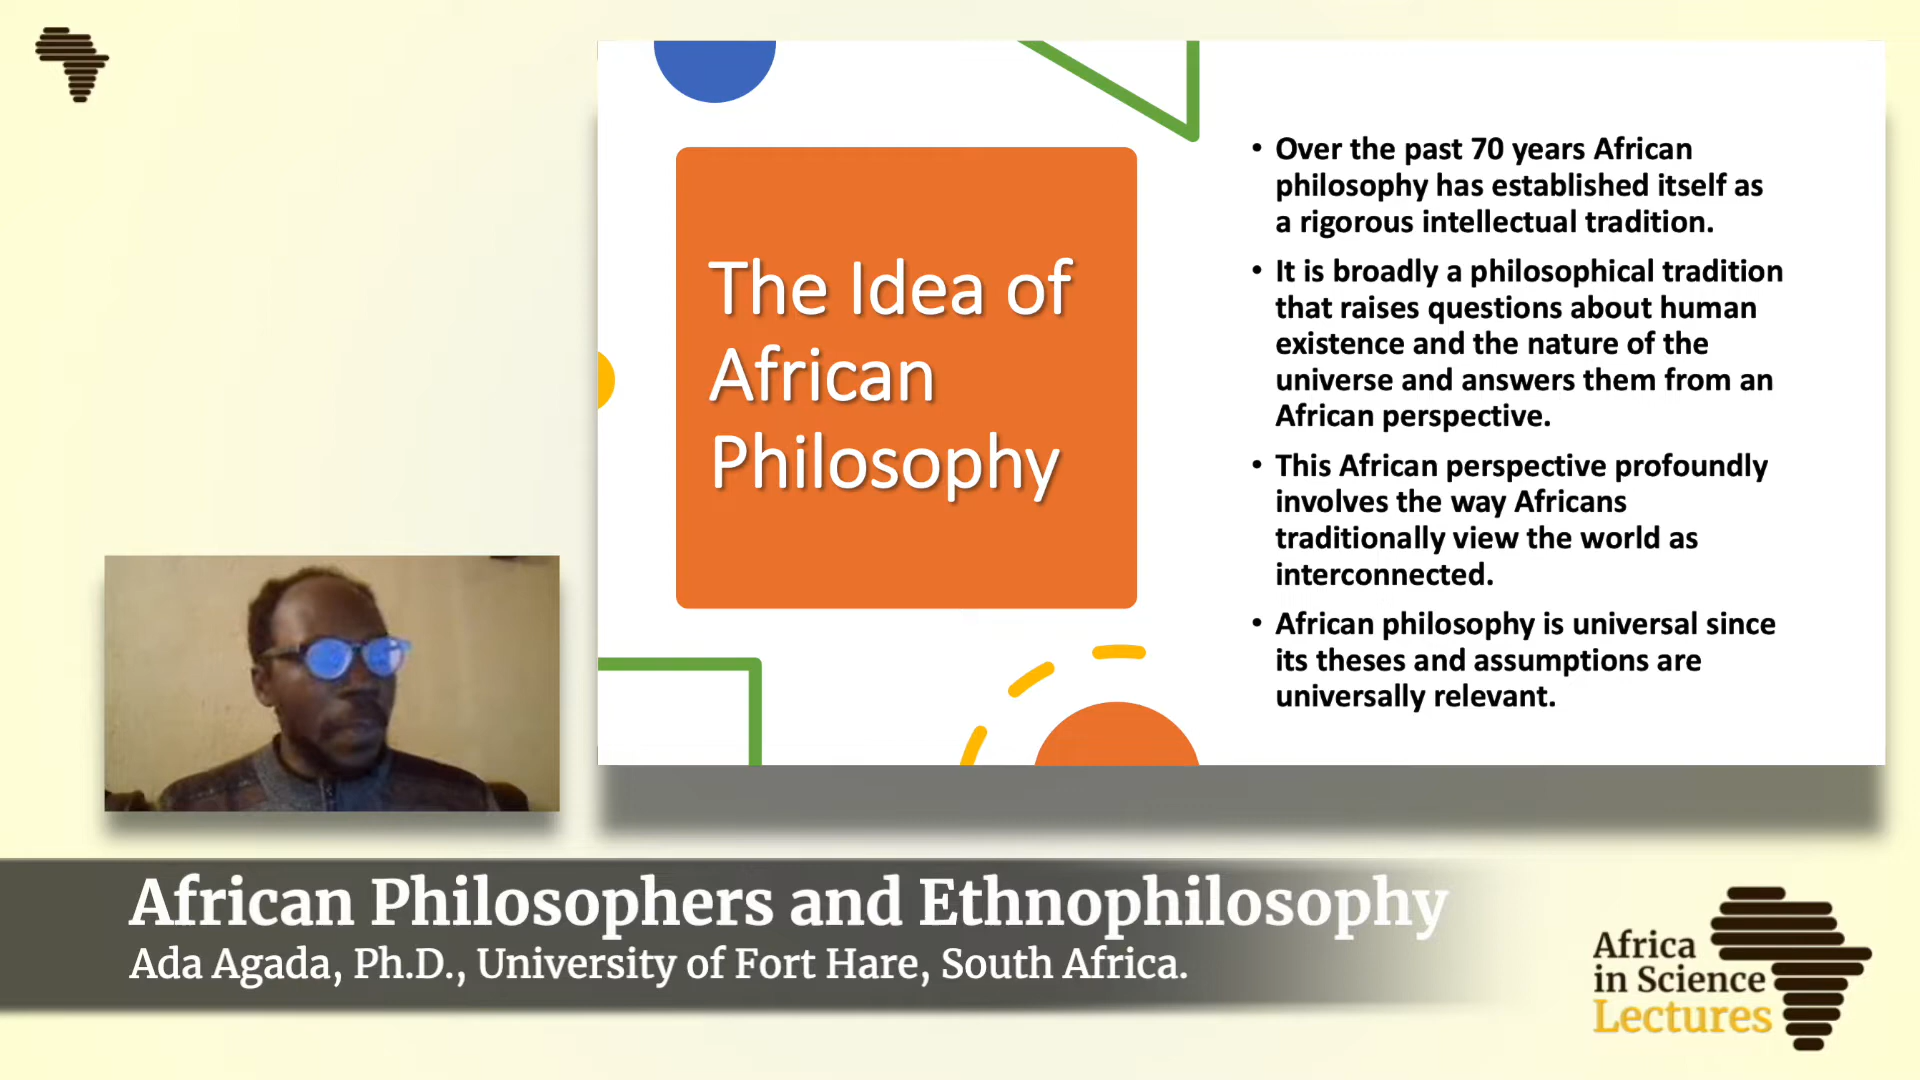 The Idea of
African
Philosophy
• Over the past 70 years African
philosophy has established itself as
a rigorous intellectual tradition.
• It is broadly a philosophical tradition
that raises questions about human
existence and the nature of the
universe and answers them from an
African perspective.
• This African perspective profoundly
involves the way Africans
traditionally view the world as
interconnected.
• African philosophy is universal since
its theses and assumptions are
universally relevant.
African Philosophers and Ethnophilosophy
Ada Agada, Ph.D., University of Fort Hare, South Africa.
Africa
in Science
Lectures